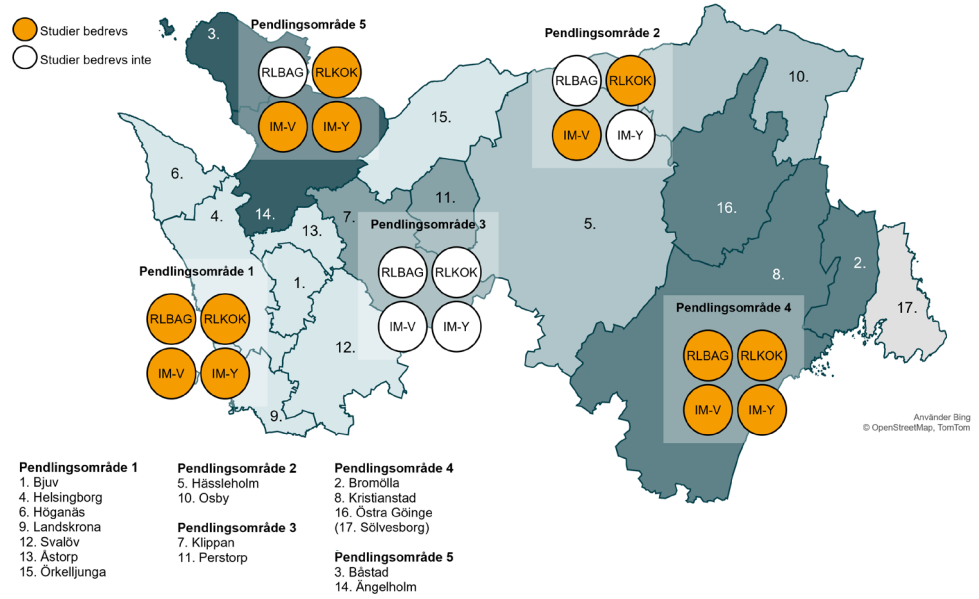 Studier bedrevs
Studier bedrevs inte
Pendlingsområde 5
RLBAG
RLKOK
IM-V
IM-Y
Pendlingsområde 2
RLBAG
RLKOK
IM-V
IM-Y
Pendlingsområde 3
RLBAG
RLKOK
IM-V
IM-Y
Pendlingsområde 1
RLBAG
RLKOK
IM-V
IM-Y
Pendlingsområde 4
RLBAG
RLKOK
IM-V
IM-Y
3.
10.
15.
6.
11.
16.
4.
14.
7.
13.
5.
1.
8.
2.
17.
12.
9.
Använder Bing
© OpenStreetMap, TomTom
Pendlingsområde 1
1. Bjuv
4. Helsingborg
6. Höganäs
9. Landskrona
12. Svalöv
13. Åstorp
15. Örkelljunga
Pendlingsområde 2
5. Hässleholm
10. Osby
Pendlingsområde 3
7. Klippan
11. Perstorp
Pendlingsområde 4
2. Bromölla
8. Kristianstad
16. Östra Göinge
(17. Sölvesborg)
Pendlingsområde 5
3. Båstad
14. Ängelholm